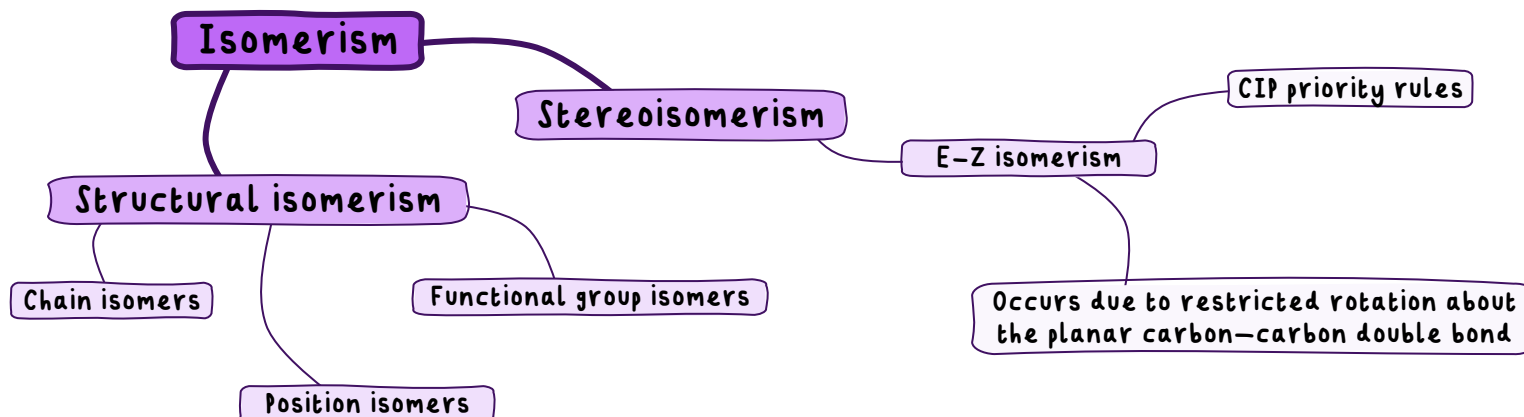 Isomerism
Stereoisomerism
CIP priority rules
E–Z isomerism
Structural isomerism
Chain isomers
Functional group isomers
Occurs due to restricted rotation about
the planar carbon–carbon double bond
Position isomers